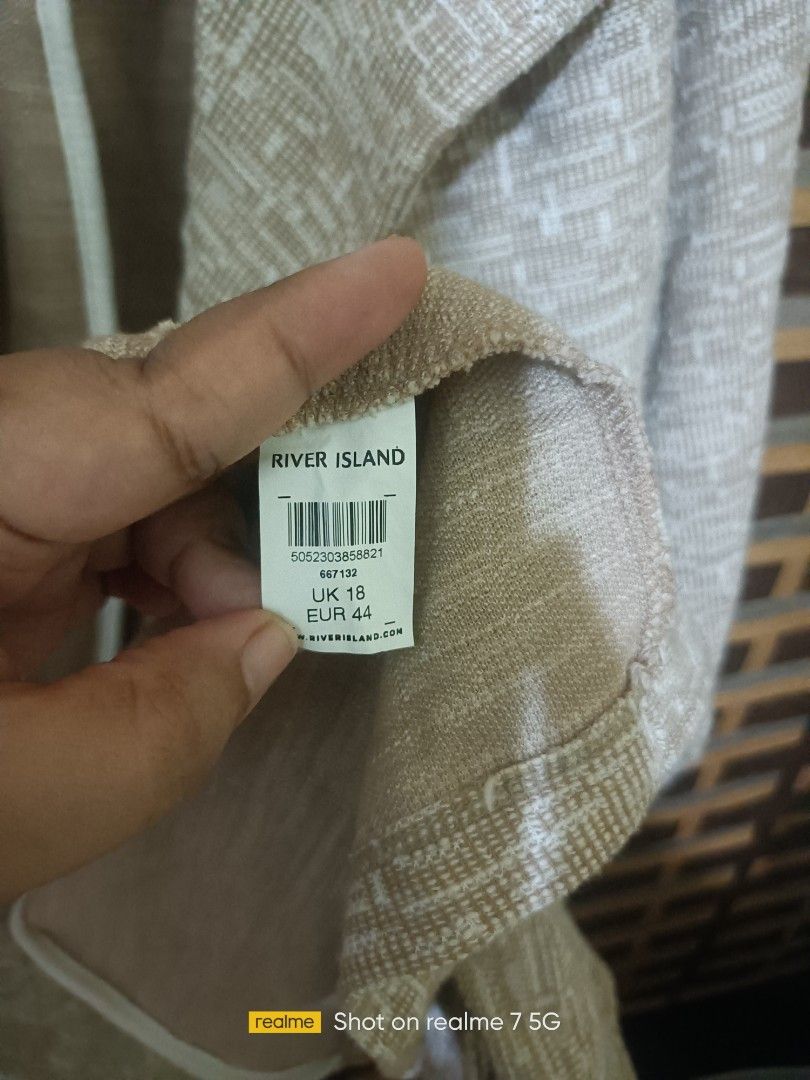 RIVER ISLAND
5052303858821
667132
UK 18
EUR 44
.RIVERISLAND.COM
realme Shot on realme 7 5G